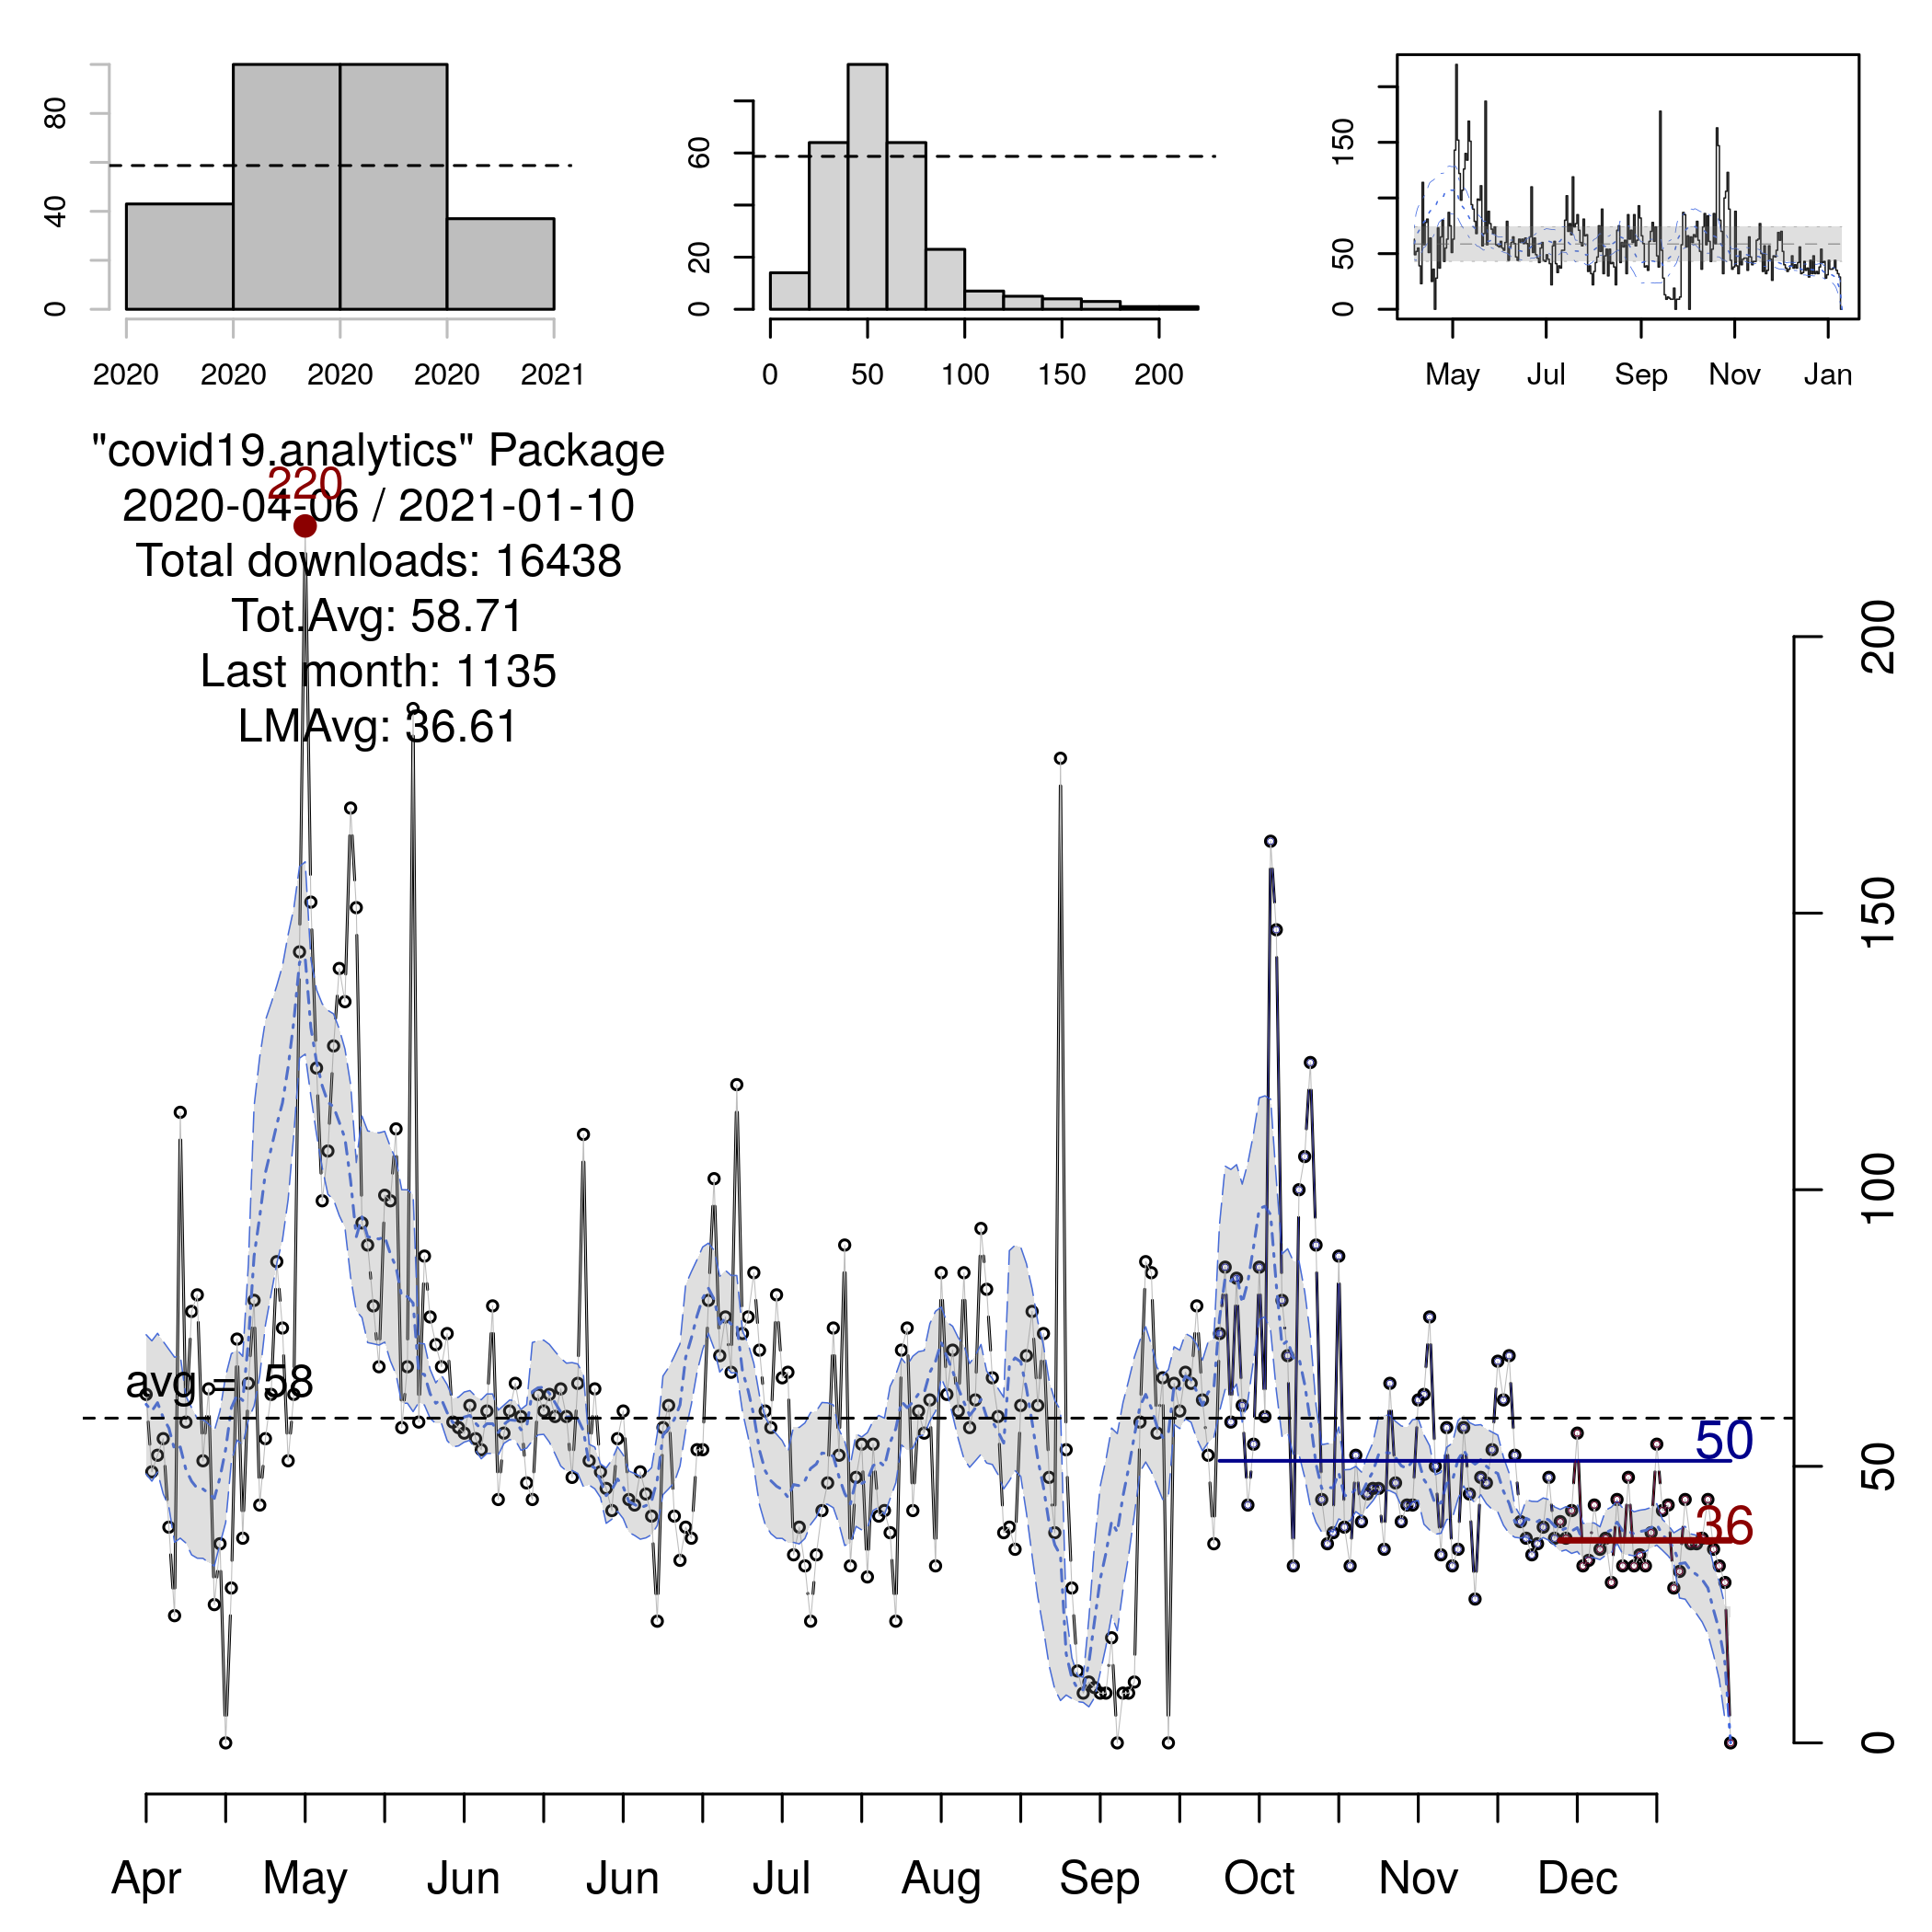 80
40
0
2020 2020 2020 2020 2021
60
20
0
0 50 100 150 200
150
50
0
May Jul Sep Nov Jan
"covid19.analytics" Package
220
2020-04-06 / 2021-01-10
Total downloads: 16438
Tot.Avg: 58.71
Last month: 1135
LMAvg: 36.61
200
150
100
50
0
avg = 58
50
36
Apr May Jun Jun Jul Aug Sep Oct Nov Dec